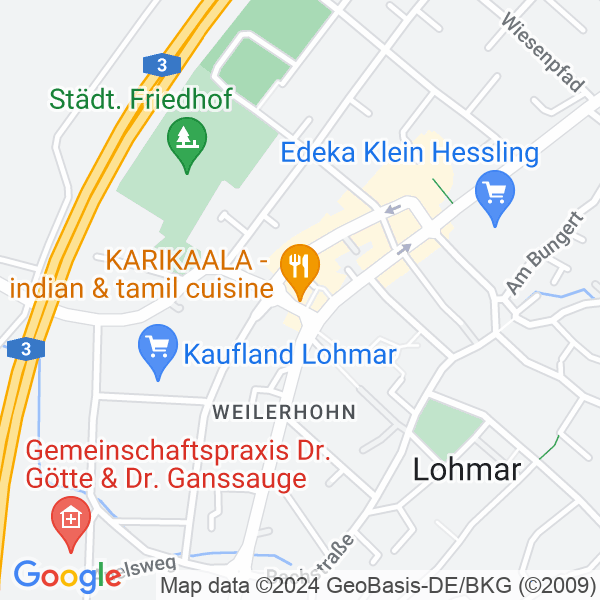 3
Wiesenpfad
Städt. Friedhof
Edeka Klein Hessling
Am Bungert
KARIKAALA -
indian & tamil cuisine
3
Kaufland Lohmar
WEILERHOHN
Gemeinschaftspraxis Dr.
Götte & Dr. Ganssauge
Lohmar
Google
Map data ©2024 GeoBasis-DE/BKG (©2009)